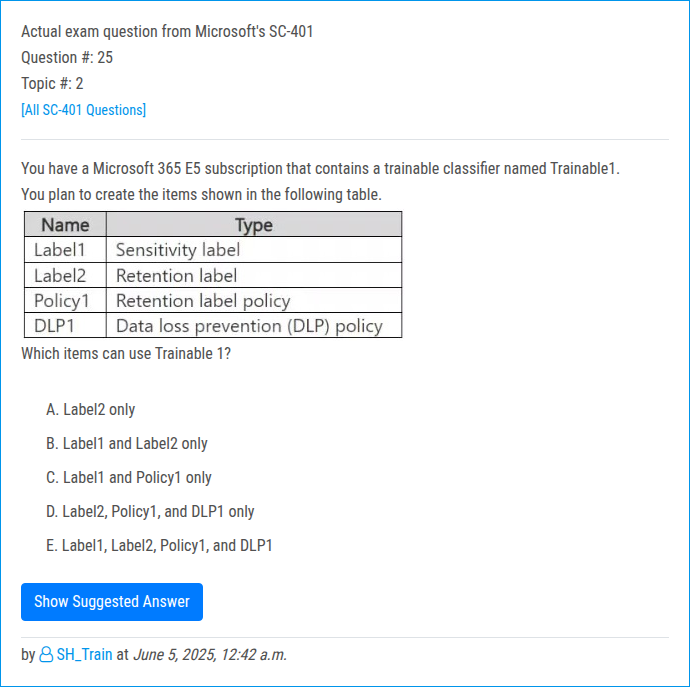 Actual exam question from Microsoft's SC-401
Question #: 25
Topic #: 2
[All SC-401 Questions]
You have a Microsoft 365 E5 subscription that contains a trainable classifier named Trainable1.
You plan to create the items shown in the following table.
Name Type
Label1 Sensitivity label
Label2 Retention label
Policy1 Retention label policy
DLP1 Data loss prevention (DLP) policy
Which items can use Trainable 1?
A. Label2 only
B. Label1 and Label2 only
C. Label1 and Policy1 only
D. Label2, Policy1, and DLP1 only
E. Label1, Label2, Policy1, and DLP1
Show Suggested Answer
by SH_Train at June 5, 2025, 12:42 a.m.